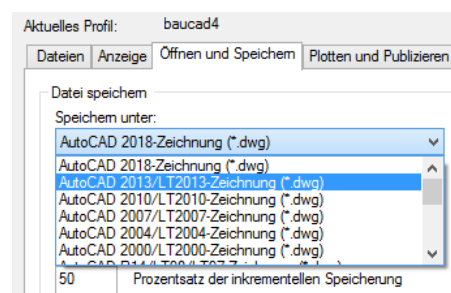 Aktuelles Profil: baucad4
Dateien Anzeige Öffnen und Speichern Plotten und Publizieren
Datei speichern
Speichern unter:
AutoCAD 2018-Zeichnung (*.dwg)
AutoCAD 2018-Zeichnung (*.dwg)
AutoCAD 2013/LT2013-Zeichnung (*.dwg)
AutoCAD 2010/LT2010-Zeichnung (*.dwg)
AutoCAD 2007/LT2007-Zeichnung (*.dwg)
AutoCAD 2004/LT2004-Zeichnung (*.dwg)
AutoCAD 2000/LT2000-Zeichnung (*.dwg)
50 Prozentsatz der inkrementellen Speicherung